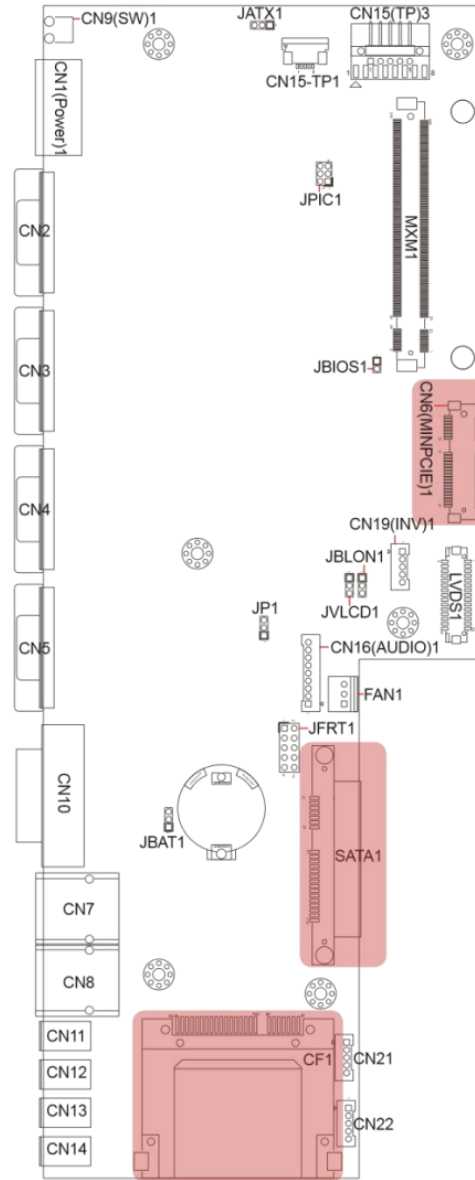 JATX1
CN15(TP)3
CN9(SW)1
CN15-TP1
1
8
CN1(Power)1
JPIC1
CN2
MXM1
CN3
JBIOS1
CN6(MINPCIE)1
CN4
CN19(INV)1
JBLON1
LVDS1
JVLCD1
JP1
CN5
CN16(AUDIO)1
FAN1
JFRT1
CN10
JBAT1
SATA1
CN7
CN8
CN11
CF1
CN21
CN12
CN13
CN22
CN14